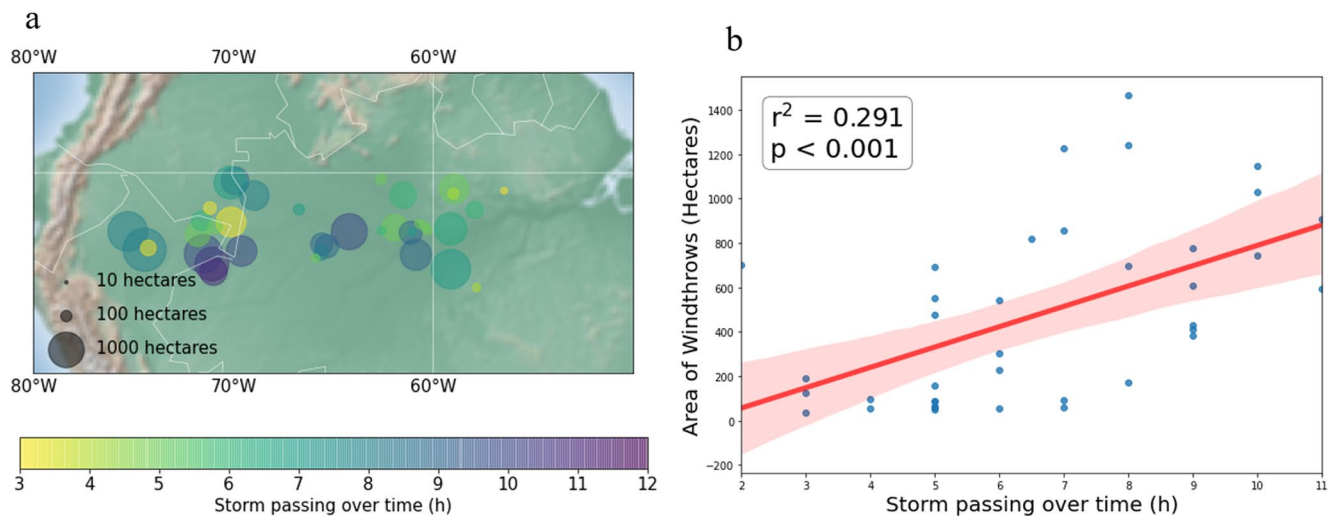 a
80°W 70°W 60°W
10 hectares
100 hectares
1000 hectares
80°W 70°W 60°W
3 4 5 6 7 8 9 10 11 12
Storm passing over time (h)
b
r² = 0.291
p < 0.001
Area of Windthrows (Hectares)
1400
1200
1000
800
600
400
200
0
−200
2 3 4 5 6 7 8 9 10 11
Storm passing over time (h)